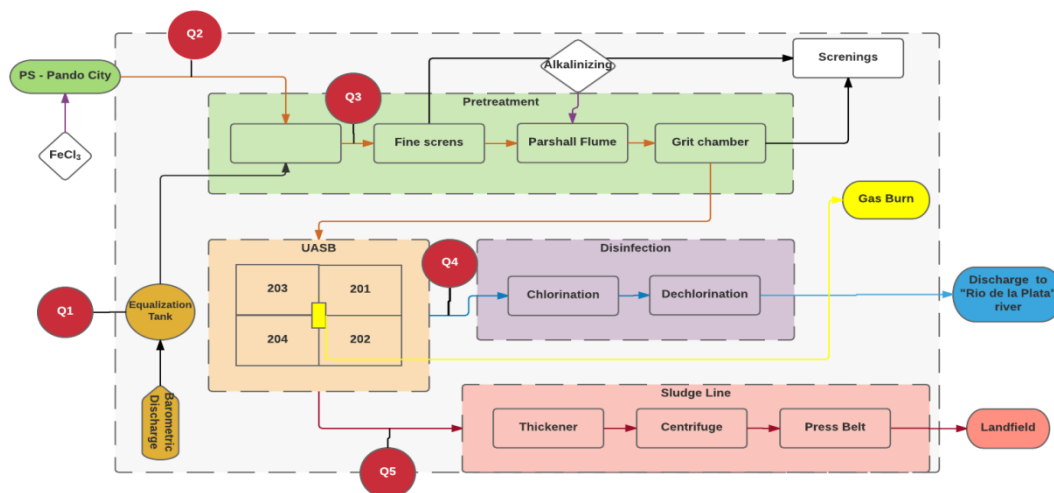 Q2
PS - Pando City
FeCl₃
Alkalinizing
Screnings
Q3
Pretreatment
Fine screns
Parshall Flume
Grit chamber
Gas Burn
UASB
203
201
204
202
Q4
Disinfection
Chlorination
Dechlorination
Discharge to
"Rio de la Plata"
river
Q1
Equalization
Tank
Barometric
Discharge
Sludge Line
Thickener
Centrifuge
Press Belt
Landfield
Q5